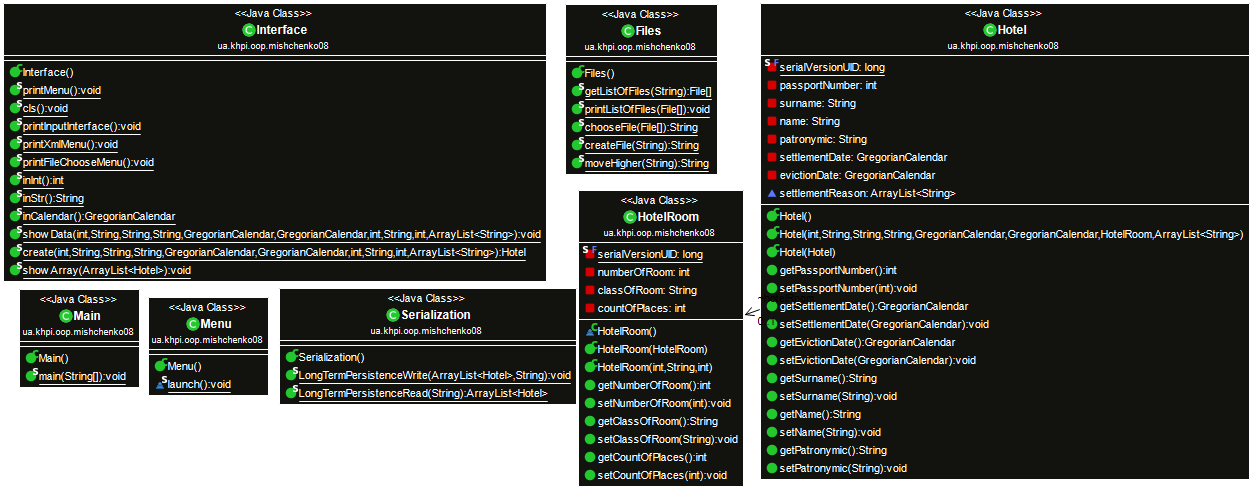 <<Java Class>>
Interface
ua.khpi.oop.mishchenko08
Interface()
printMenu():void
cls():void
printInputInterface():void
printXmlMenu():void
printFileChooseMenu():void
inInt():int
inStr():String
inCalendar():GregorianCalendar
show Data(int,String,String,String,GregorianCalendar,GregorianCalendar,int,String,int,ArrayList<String>):void
create(int,String,String,String,GregorianCalendar,GregorianCalendar,int,String,int,ArrayList<String>):Hotel
show Array(ArrayList<Hotel>):void
<<Java Class>>
Files
ua.khpi.oop.mishchenko08
Files()
getListOfFiles(String):File[]
printListOfFiles(File[]):void
chooseFile(File[]):String
createFile(String):String
moveHigher(String):String
<<Java Class>>
Hotel
ua.khpi.oop.mishchenko08
serialVersionUID: long
passportNumber: int
surname: String
name: String
patronymic: String
settlementDate: GregorianCalendar
evictionDate: GregorianCalendar
settlementReason: ArrayList<String>
Hotel()
Hotel(int,String,String,String,GregorianCalendar,GregorianCalendar,HotelRoom,ArrayList<String>)
Hotel(Hotel)
getPassportNumber():int
setPassportNumber(int):void
getSettlementDate():GregorianCalendar
setSettlementDate(GregorianCalendar):void
getEvictionDate():GregorianCalendar
setEvictionDate(GregorianCalendar):void
getSurname():String
setSurname(String):void
getName():String
setName(String):void
getPatronymic():String
setPatronymic(String):void
<<Java Class>>
HotelRoom
ua.khpi.oop.mishchenko08
serialVersionUID: long
numberOfRoom: int
classOfRoom: String
countOfPlaces: int
HotelRoom()
HotelRoom(HotelRoom)
HotelRoom(int,String,int)
getNumberOfRoom():int
setNumberOfRoom(int):void
getClassOfRoom():String
setClassOfRoom(String):void
getCountOfPlaces():int
setCountOfPlaces(int):void
<<Java Class>>
Main
ua.khpi.oop.mishchenko08
Main()
main(String[]):void
<<Java Class>>
Menu
ua.khpi.oop.mishchenko08
Menu()
launch():void
<<Java Class>>
Serialization
ua.khpi.oop.mishchenko08
Serialization()
LongTermPersistenceWrite(ArrayList<Hotel>,String):void
LongTermPersistenceRead(String):ArrayList<Hotel>